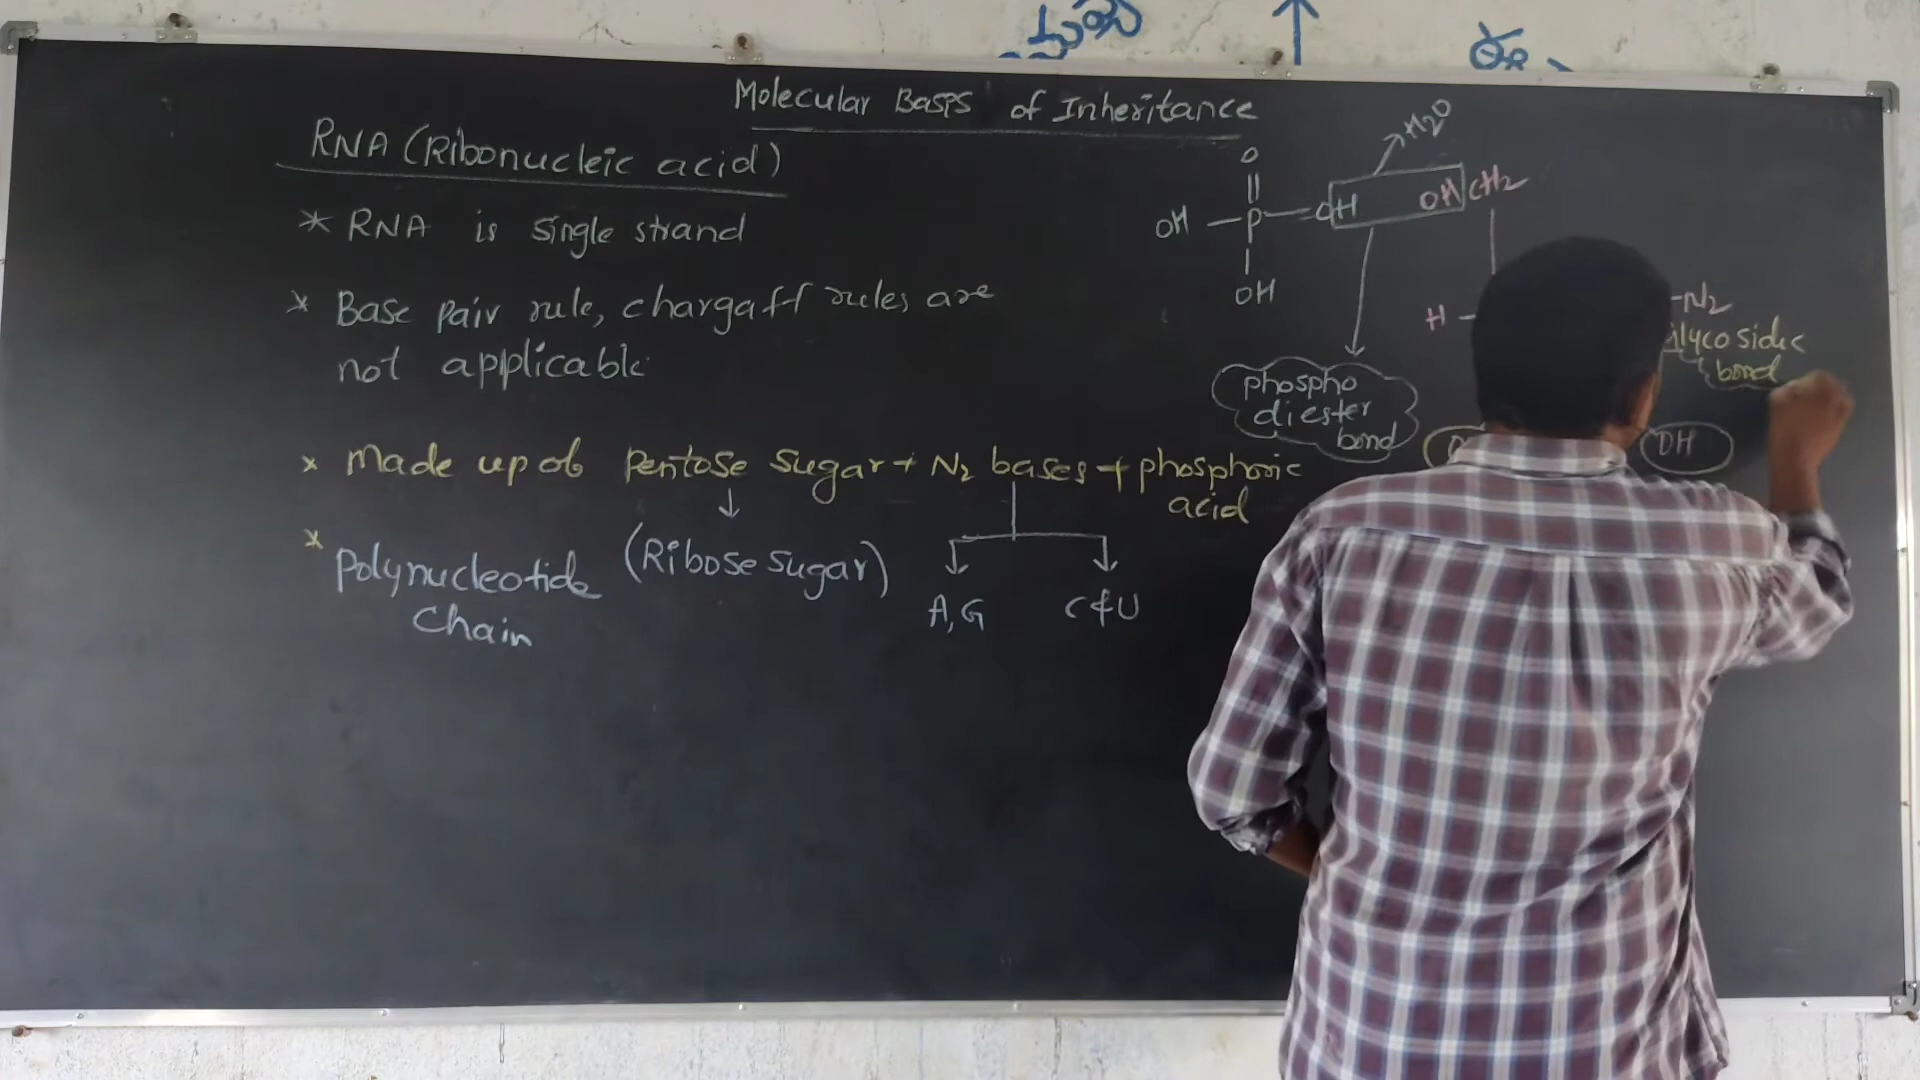 Molecular Basis of Inheritance
RNA (Ribonucleic acid)
* RNA is single strand
* Base pair rule, chargaff rules are
not applicable
* Made up of pentose sugar + N2 bases + phosphoric
acid
(Ribose sugar)
A, G
C & U
* Polynucleotide
chain
H2O
O
||
OH — P — OH
OH CH2
OH
H —
- N2
glycosidic
bond
phospho
diester
bond
OH